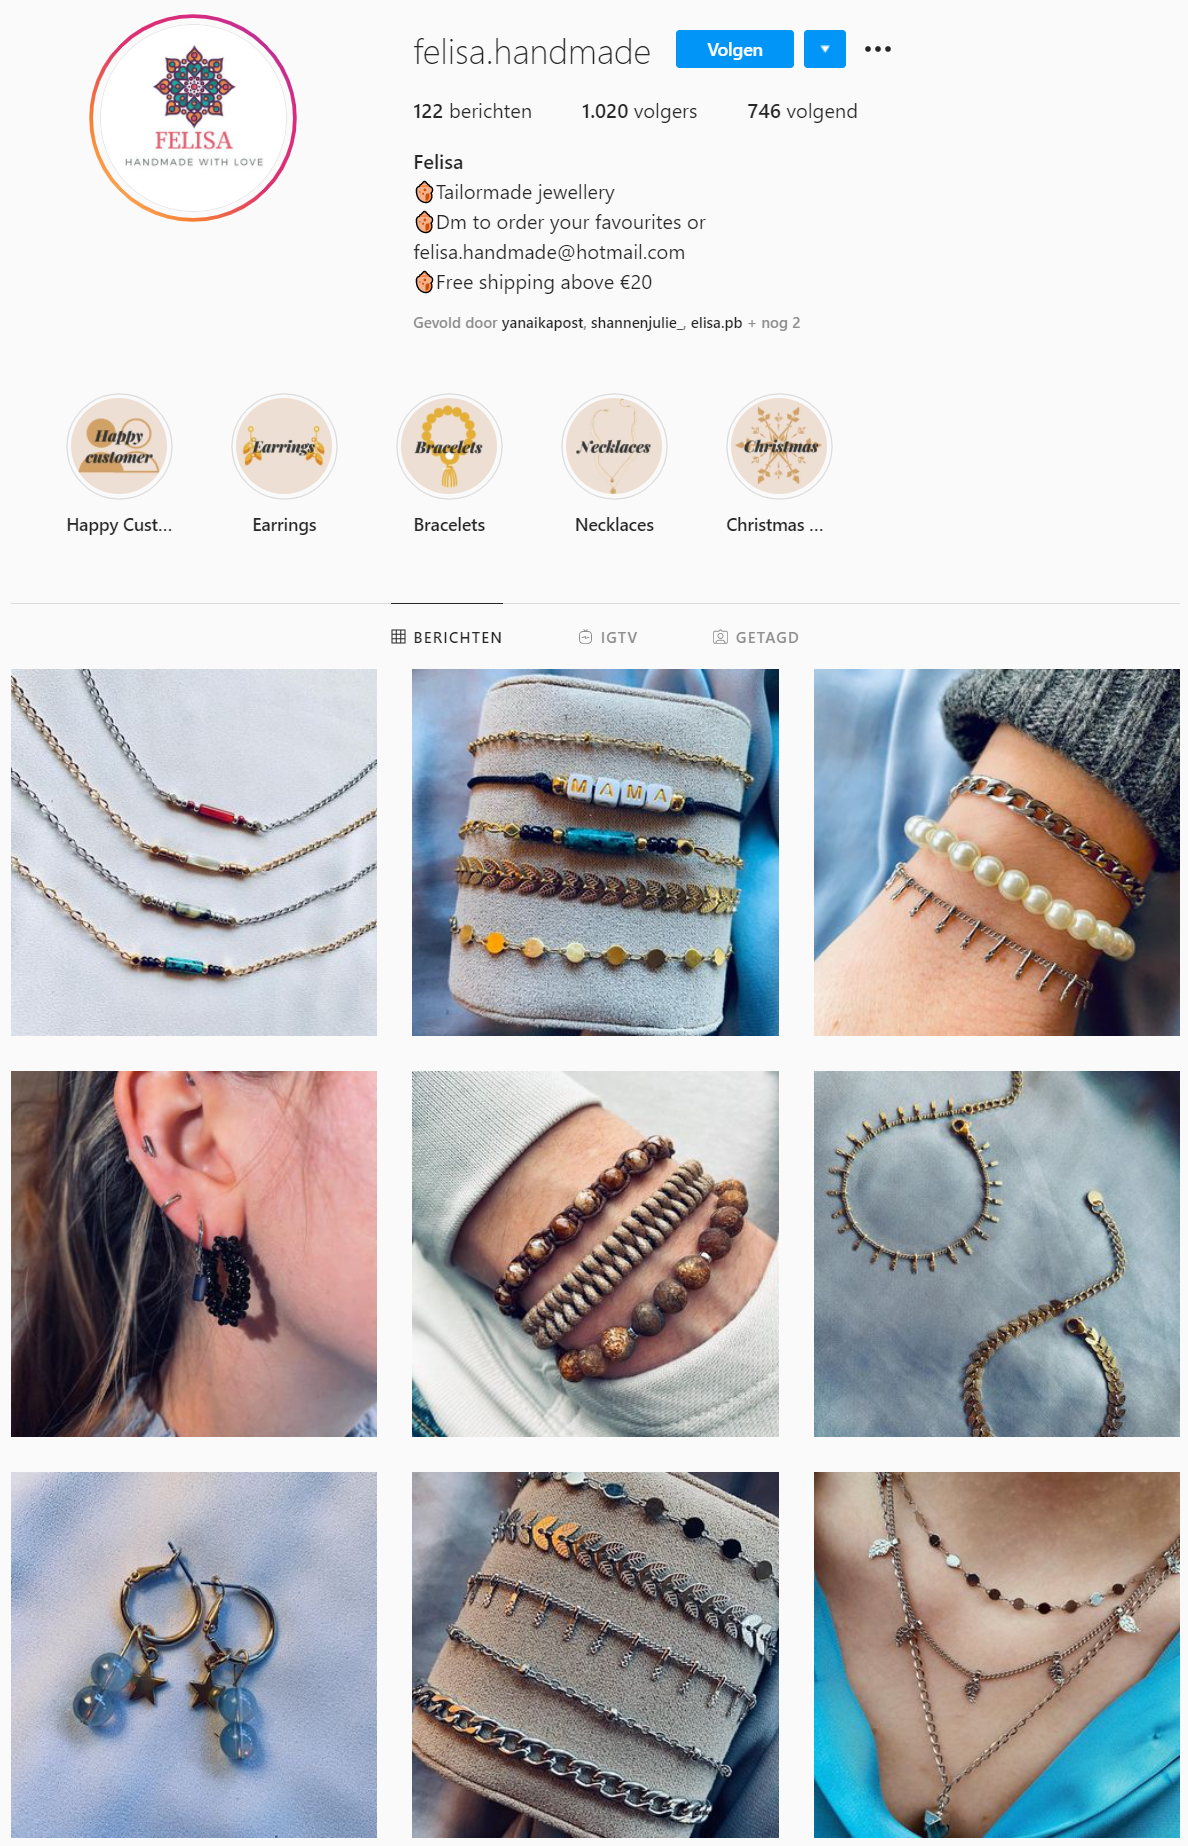 FELISA
HANDMADE WITH LOVE
felisa.handmade
Volgen
122 berichten 1.020 volgers 746 volgend
Felisa
Tailormade jewellery
Dm to order your favourites or
felisa.handmade@hotmail.com
Free shipping above €20
Gevold door yanaikapost, shannenjulie_, elisa.pb + nog 2
Happy
customer
Earrings
Bracelets
Necklaces
Christmas
Happy Cust...
Earrings
Bracelets
Necklaces
Christmas ...
BERICHTEN
IGTV
GETAGD
MAMA